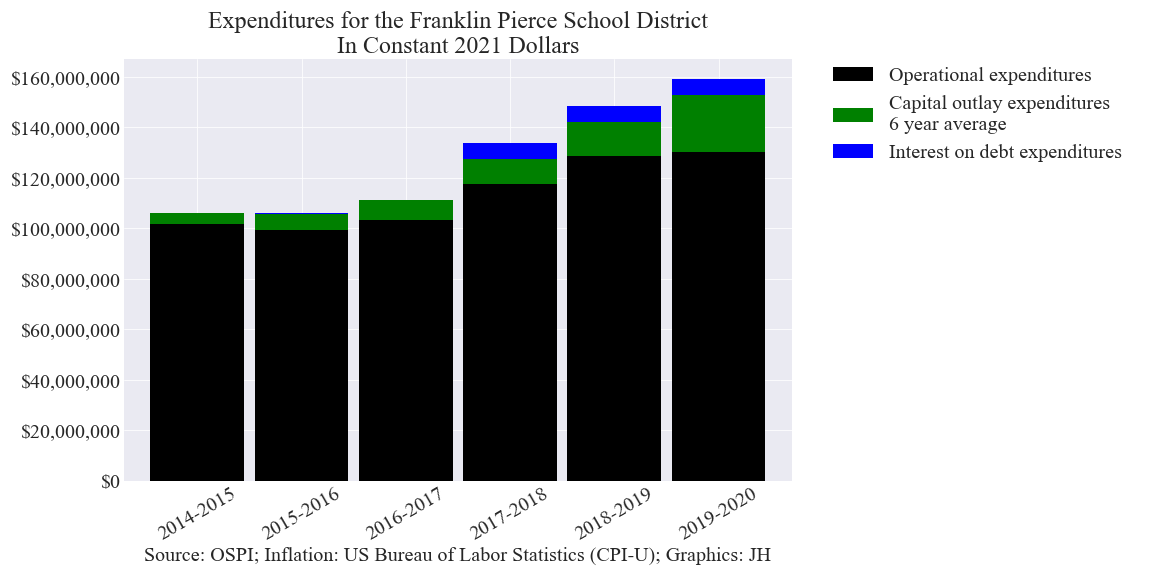 Expenditures for the Franklin Pierce School District
In Constant 2021 Dollars
$160,000,000
$140,000,000
$120,000,000
$100,000,000
$80,000,000
$60,000,000
$40,000,000
$20,000,000
$0
2014-2015
2015-2016
2016-2017
2017-2018
2018-2019
2019-2020
Source: OSPI; Inflation: US Bureau of Labor Statistics (CPI-U); Graphics: JH
Operational expenditures
Capital outlay expenditures
6 year average
Interest on debt expenditures